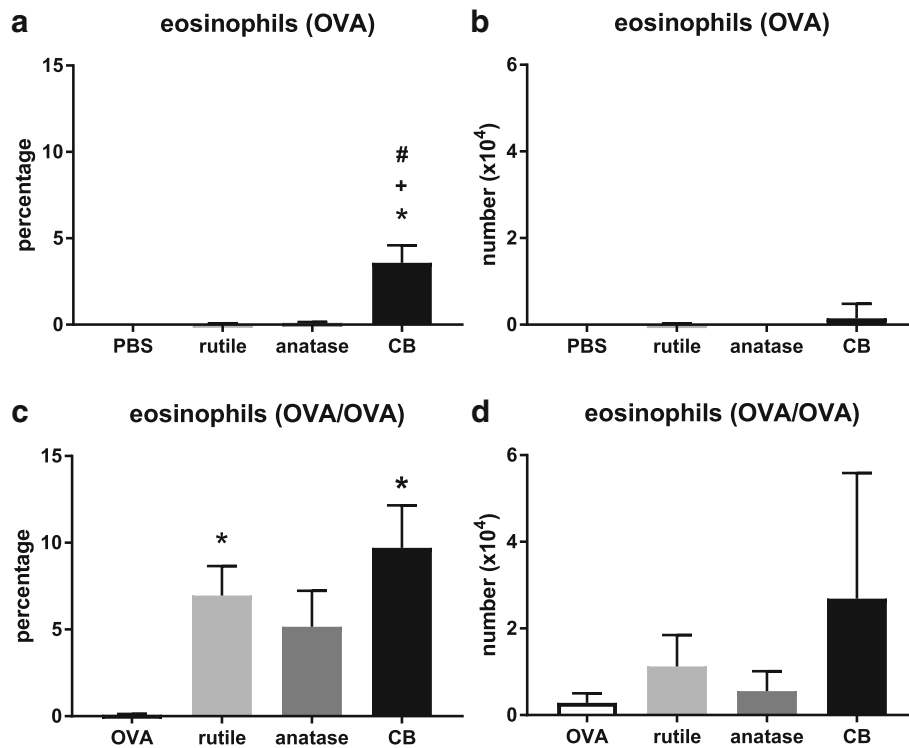 a
eosinophils (OVA)
15
10
5
0
percentage
#
+
*
PBS rutile anatase CB
b
eosinophils (OVA)
6
4
2
0
number (x10⁴)
PBS rutile anatase CB
c
eosinophils (OVA/OVA)
15
10
5
0
percentage
*
*
OVA rutile anatase CB
d
eosinophils (OVA/OVA)
6
4
2
0
number (x10⁴)
OVA rutile anatase CB